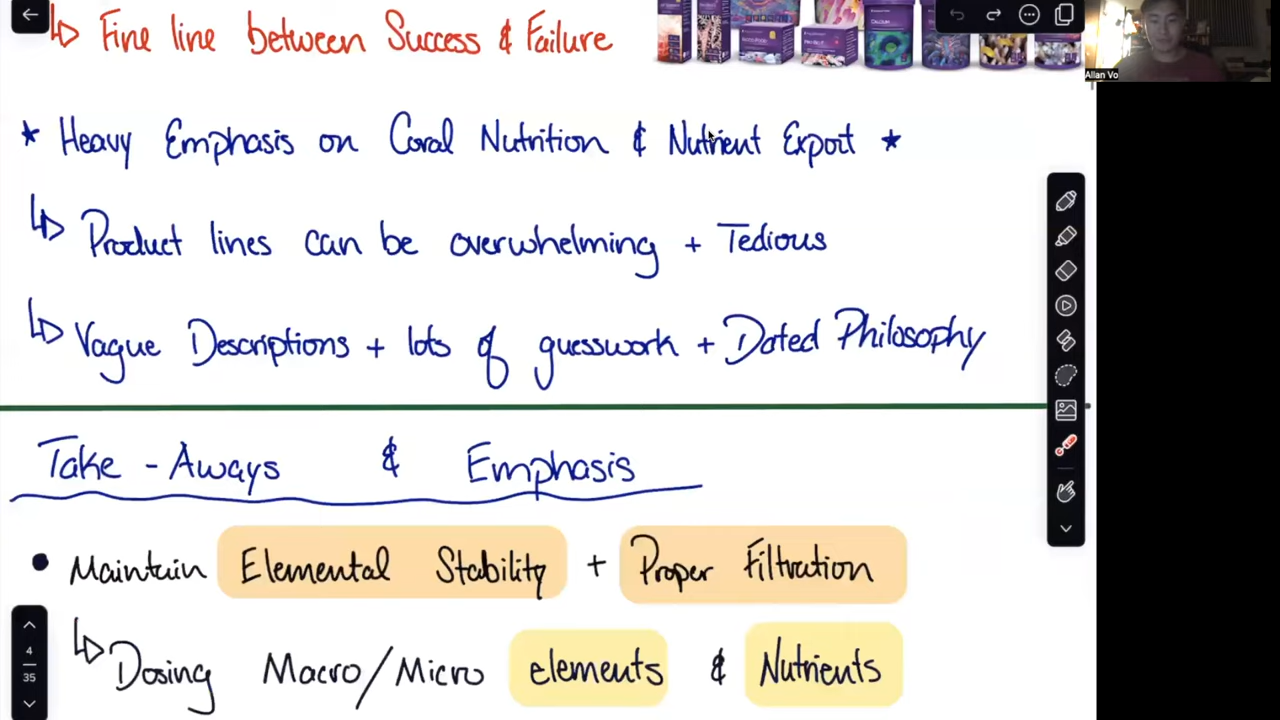 ↳ Fine line between Success & Failure
CALCIUM
Allan Vo
★ Heavy Emphasis on Coral Nutrition & Nutrient Export ★
↳ Product lines can be overwhelming + Tedious
↳ Vague Descriptions + lots of guesswork + Dated Philosophy
Take-Aways & Emphasis
• Maintain Elemental Stability + Proper Filtration
↳ Dosing Macro/Micro elements & Nutrients
4
35